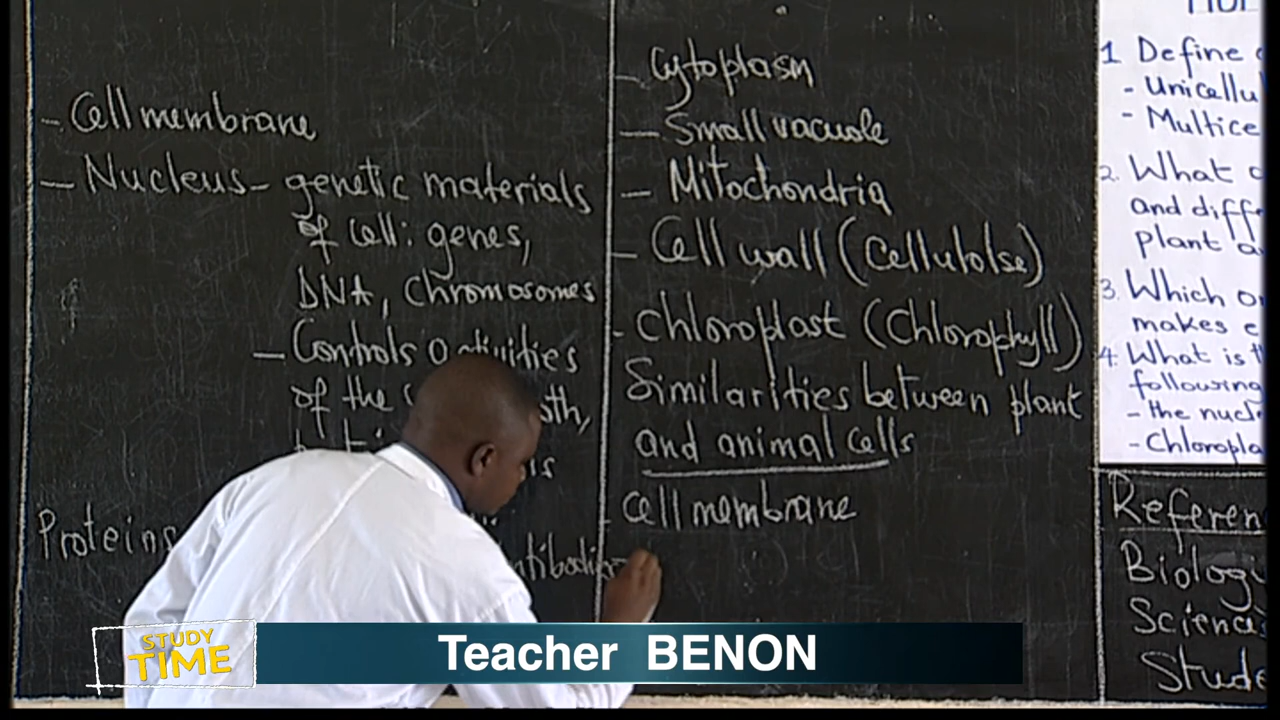 - Cell membrane
- Nucleus - genetic materials
of cell: genes,
DNA, Chromosomes
- Controls activities
of the
Proteins
- Cytoplasm
- Small vacuole
- Mitochondria
- Cell wall (Cellulolse)
- Chloroplast (Chlorophyll)
Similarities between plant
and animal cells
- cell membrane
1. Define
- Unicellu
- Multice
2. What
and diff
plant
3. Which
makes
4. What is
following
- the nucle
- Chloropla
Referen
Biologi
Science
Stude
STUDY
TIME
Teacher BENON